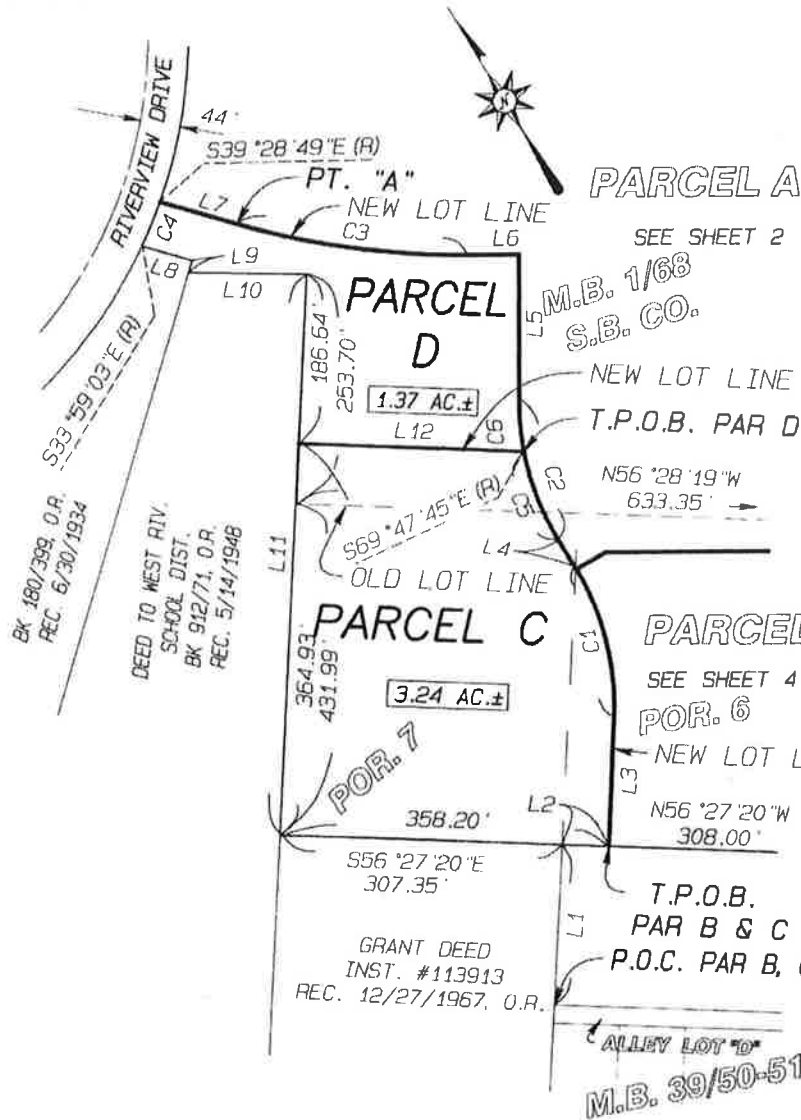 RIVERVIEW DRIVE
44'
S39°28'49"E (R)
PT. "A"
L7
NEW LOT LINE
C3
L6
PARCEL A
SEE SHEET 2
C4
L8
L9
L10
PARCEL
D
1.37 AC.±
M.B. 1/68
S.B. CO.
L5
186.64'
253.70'
NEW LOT LINE
T.P.O.B. PAR D
L12
C6
S33°59'03"E (R)
N56°28'19"W
633.35'
C2
C5
S69°47'45"E (R)
L4
OLD LOT LINE
BK 180/399, O.R.
REC. 6/30/1934
DEED TO WEST RIV.
SCHOOL DIST.
BK 912/71, O.R.
REC. 5/14/1948
L11
PARCEL C
3.24 AC.±
364.93'
431.99'
C1
PARCEL
SEE SHEET 4
POR. 6
NEW LOT L
L3
POR. 7
L2
358.20'
N56°27'20"W
308.00'
S56°27'20"E
307.35'
T.P.O.B.
PAR B & C
P.O.C. PAR B,
L1
GRANT DEED
INST. #113913
REC. 12/27/1967, O.R.
ALLEY LOT "D"
M.B. 39/50-51
N